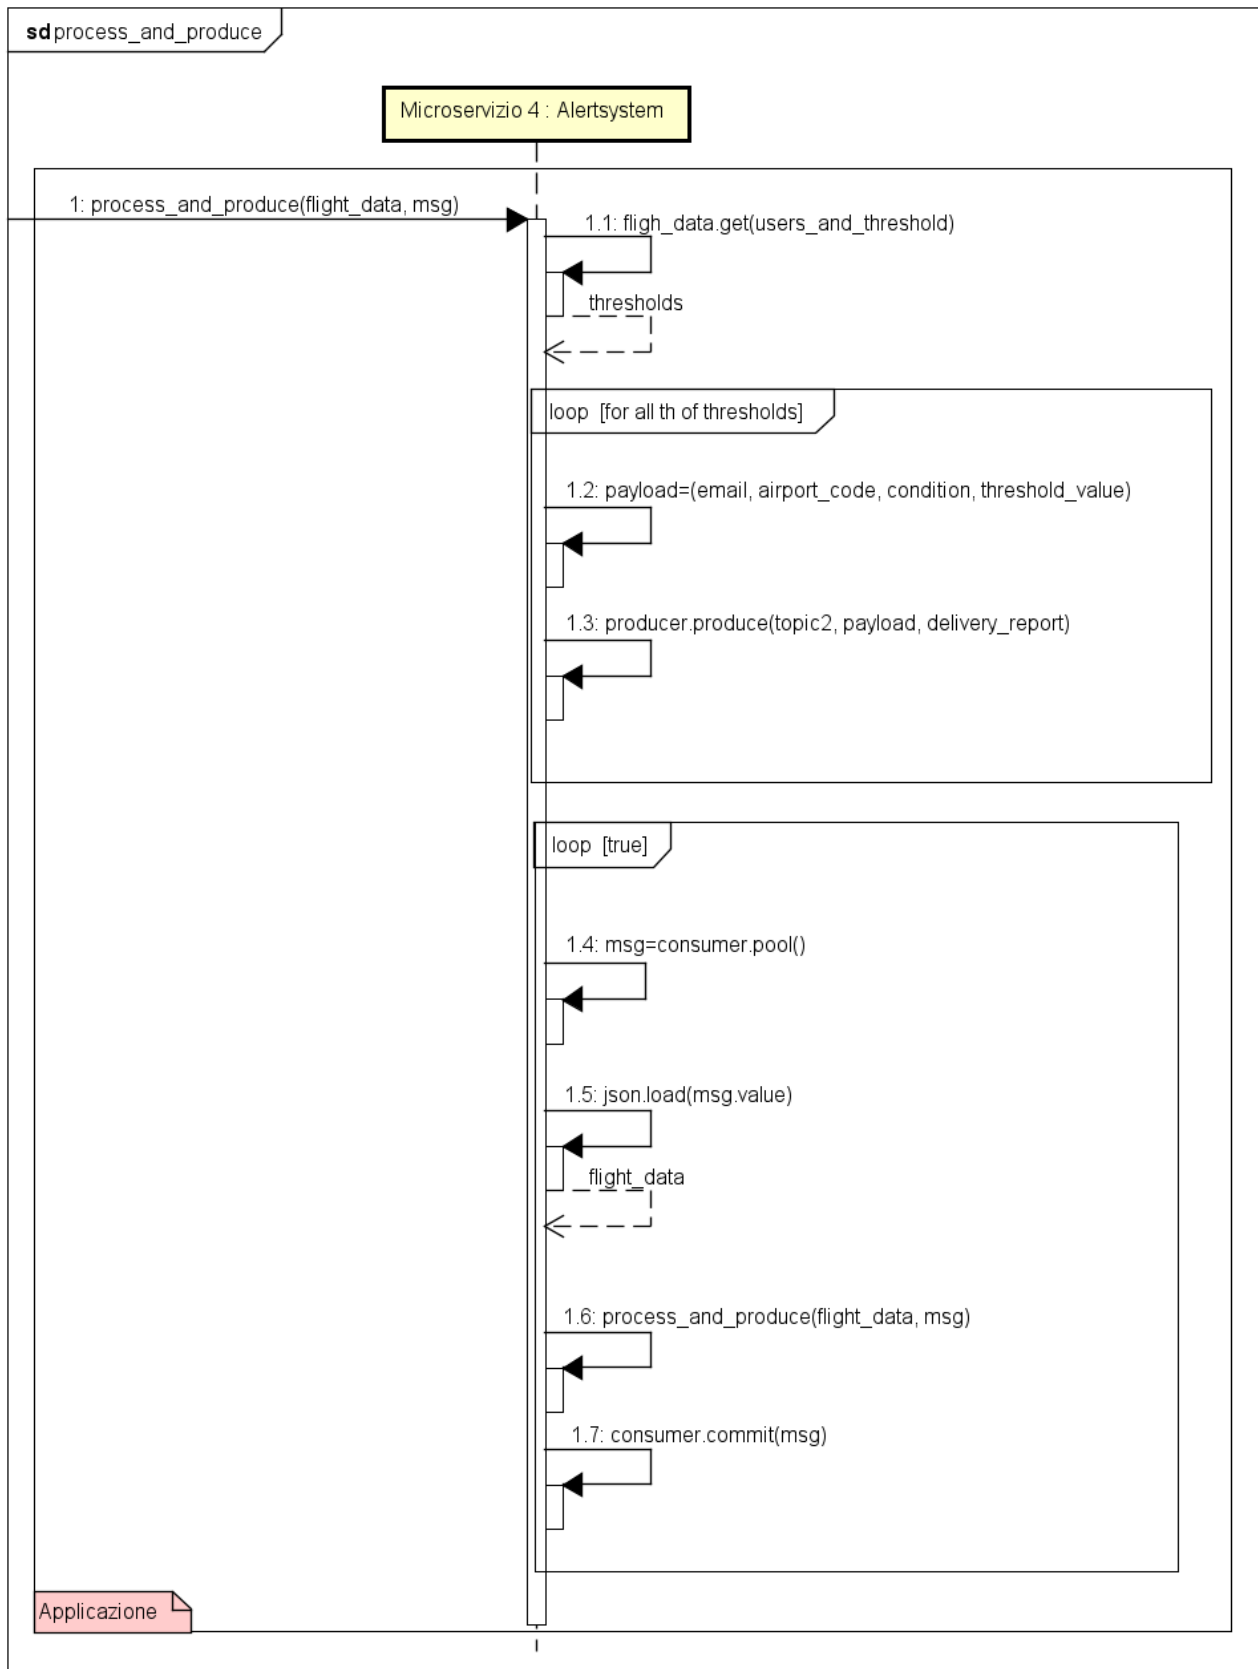 sd process_and_produce
Microservizio 4 : Alertsystem
1: process_and_produce(flight_data, msg)
1.1: fligh_data.get(users_and_threshold)
thresholds
loop [for all th of thresholds]
1.2: payload=(email, airport_code, condition, threshold_value)
1.3: producer.produce(topic2, payload, delivery_report)
loop [true]
1.4: msg=consumer.pool()
1.5: json.load(msg.value)
flight_data
1.6: process_and_produce(flight_data, msg)
1.7: consumer.commit(msg)
Applicazione